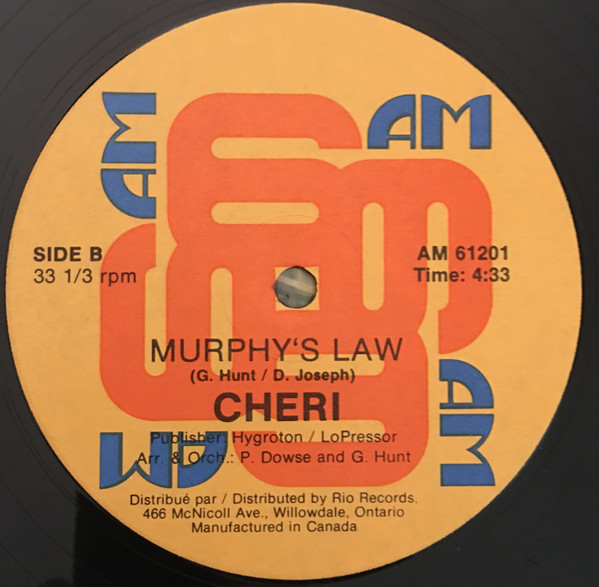 AM
AM
SIDE B
33 1/3 rpm
AM 61201
Time: 4:33
MURPHY'S LAW
(G. Hunt / D. Joseph)
CHERI
Publisher: Hygroton / LoPressor
Arr. & Orch.: P. Dowse and G. Hunt
AM
AM
Distribué par / Distributed by Rio Records,
466 McNicoll Ave., Willowdale, Ontario
Manufactured in Canada